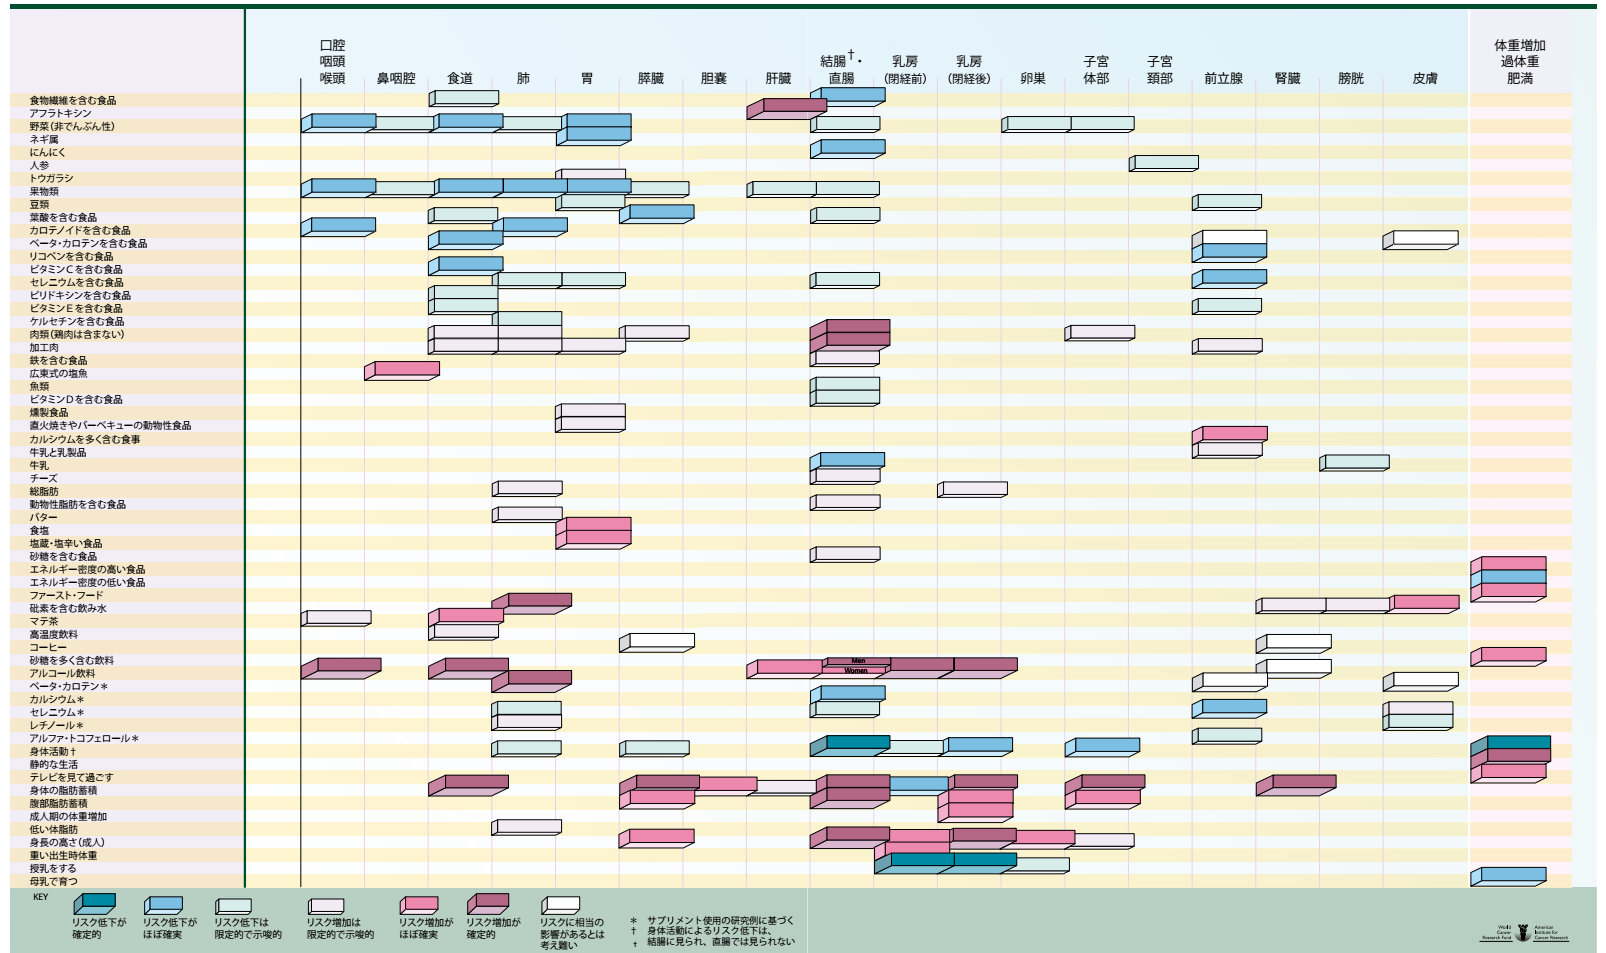 口腔
咽頭
喉頭
鼻咽腔
食道
肺
胃
膵臓
胆嚢
肝臓
結腸†・
直腸
乳房
(閉経前)
乳房
(閉経後)
卵巣
子宮
体部
子宮
頚部
前立腺
腎臓
膀胱
皮膚
体重増加
過体重
肥満
食物繊維を含む食品
アフラトキシン
野菜(非でんぷん性)
ネギ属
にんにく
人参
トウガラシ
果物類
豆類
葉酸を含む食品
カロテノイドを含む食品
ベータ・カロテンを含む食品
リコペンを含む食品
ビタミンCを含む食品
セレニウムを含む食品
ピリドキシンを含む食品
ビタミンEを含む食品
ケルセチンを含む食品
肉類(鶏肉は含まない)
加工肉
鉄を含む食品
広東式の塩魚
魚類
ビタミンDを含む食品
燻製食品
直火焼きやバーベキューの動物性食品
カルシウムを多く含む食事
牛乳と乳製品
牛乳
チーズ
総脂肪
動物性脂肪を含む食品
バター
食塩
塩蔵・塩辛い食品
砂糖を含む食品
エネルギー密度の高い食品
エネルギー密度の低い食品
ファースト・フード
砒素を含む飲み水
マテ茶
高温度飲料
コーヒー
砂糖を多く含む飲料
アルコール飲料
Men
Women
ベータ・カロテン＊
カルシウム＊
セレニウム＊
レチノール＊
アルファ・トコフェロール＊
身体活動†
静的な生活
テレビを見て過ごす
身体の脂肪蓄積
腹部脂肪蓄積
成人期の体重増加
低い体脂肪
身長の高さ(成人)
重い出生時体重
授乳をする
母乳で育つ
KEY
リスク低下が
確定的
リスク低下が
ほぼ確実
リスク低下は
限定的で示唆的
リスク増加は
限定的で示唆的
リスク増加が
ほぼ確実
リスク増加が
確定的
リスクに相当の
影響があるとは
考え難い
＊ サプリメント使用の研究例に基づく
† 身体活動によるリスク低下は、
† 結腸に見られ、直腸では見られない
World
Cancer
Research Fund
American
Institute for
Cancer Research